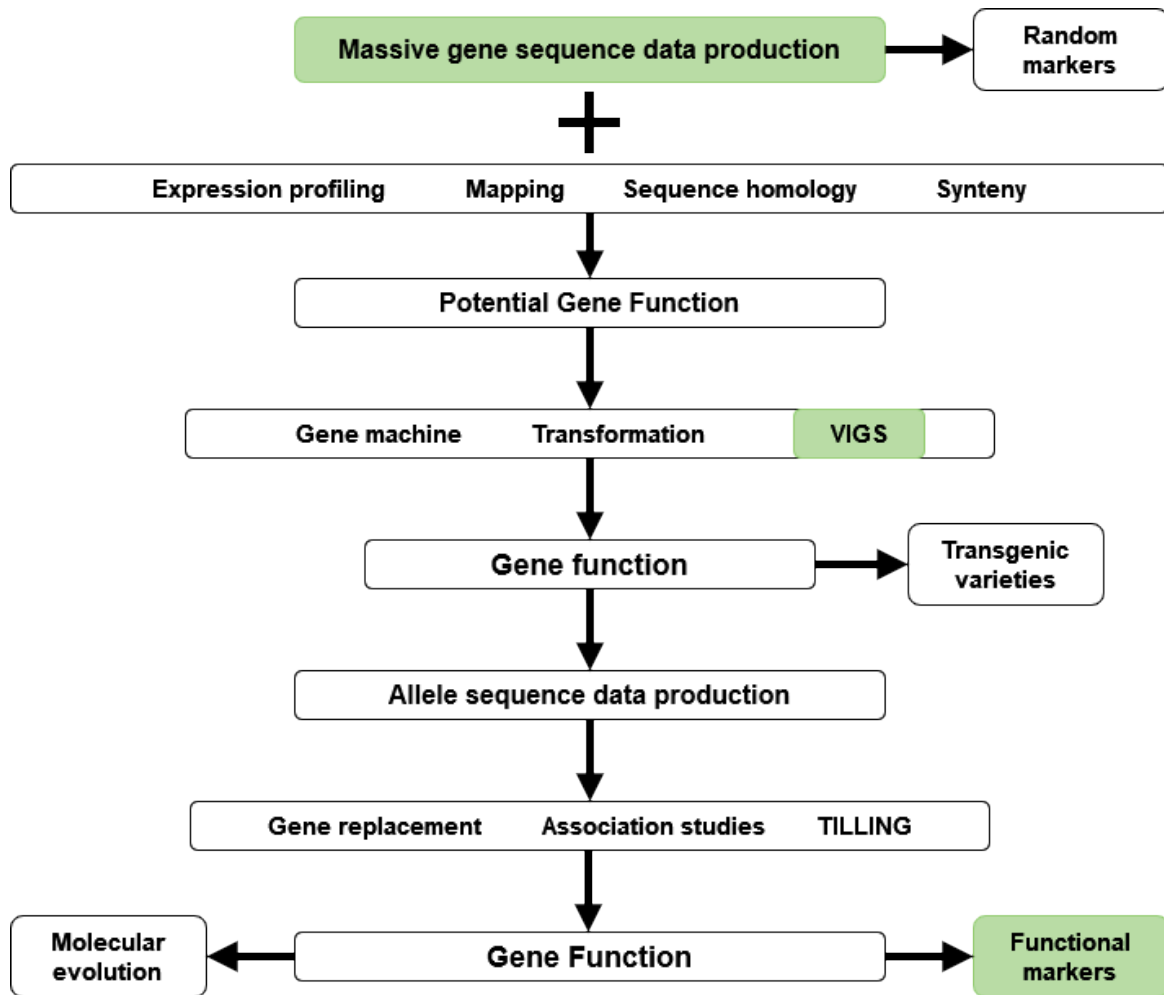 Massive gene sequence data production
Random
markers
Expression profiling Mapping Sequence homology Synteny
Potential Gene Function
Gene machine Transformation VIGS
Gene function
Transgenic
varieties
Allele sequence data production
Gene replacement Association studies TILLING
Molecular
evolution
Gene Function
Functional
markers